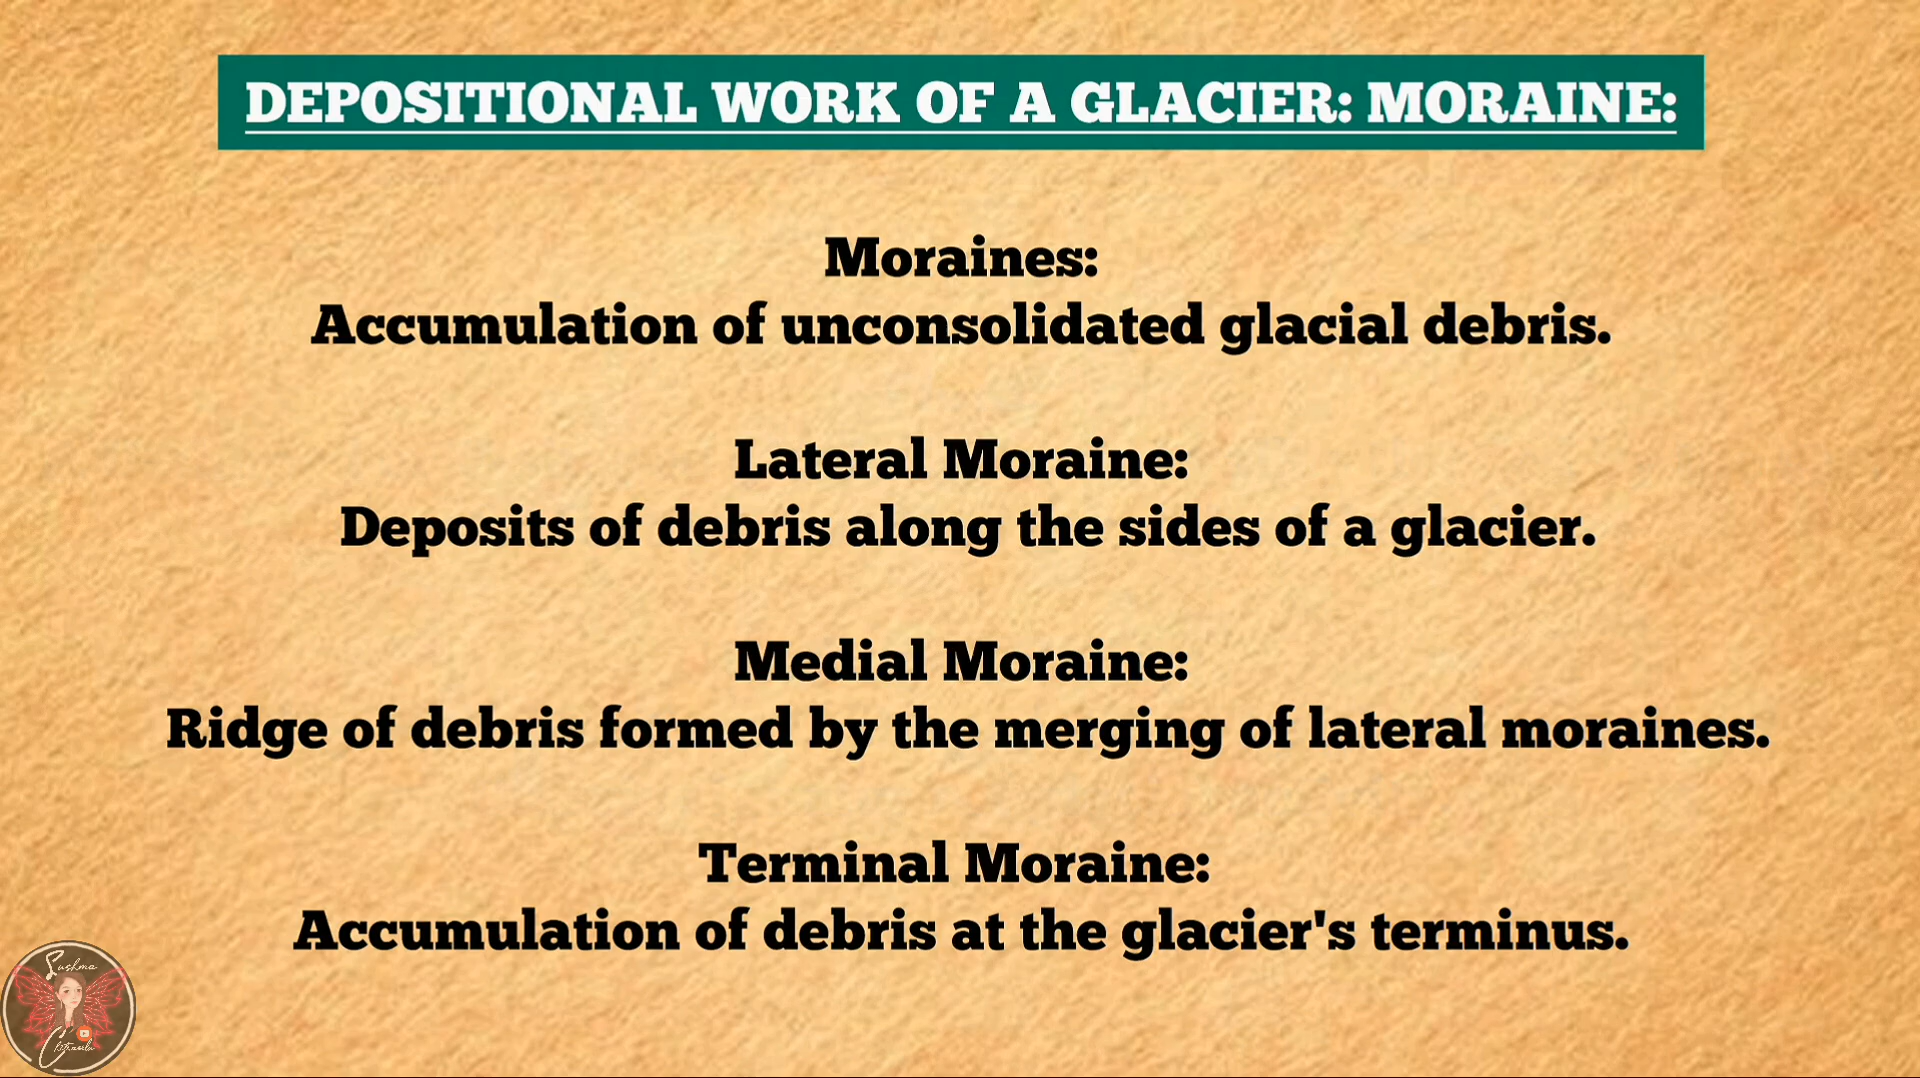 DEPOSITIONAL WORK OF A GLACIER: MORAINE:
Moraines:
Accumulation of unconsolidated glacial debris.
Lateral Moraine:
Deposits of debris along the sides of a glacier.
Medial Moraine:
Ridge of debris formed by the merging of lateral moraines.
Terminal Moraine:
Accumulation of debris at the glacier's terminus.
Sushma